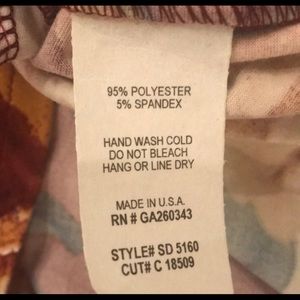 95% POLYESTER
5% SPANDEX
HAND WASH COLD
DO NOT BLEACH
HANG OR LINE DRY
MADE IN U.S.A.
RN # GA260343
STYLE# SD 5160
CUT# C 18509